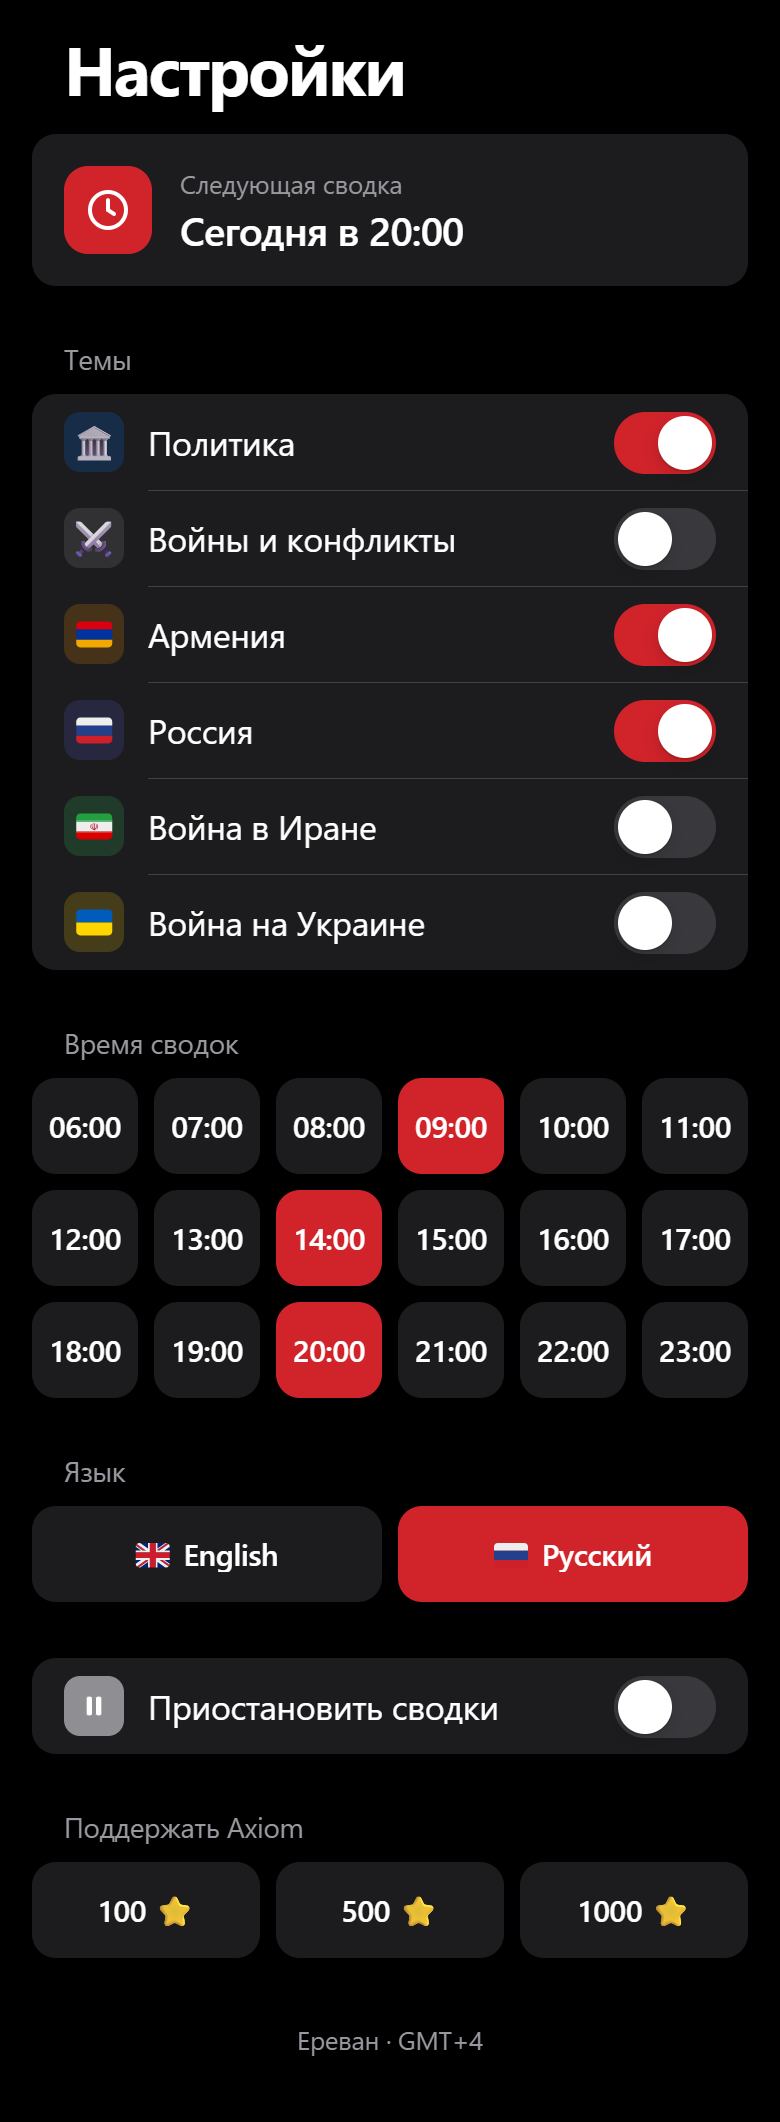 Настройки
Следующая сводка
Сегодня в 20:00
Темы
Политика
Войны и конфликты
Армения
Россия
Война в Иране
Война на Украине
Время сводок
06:00 07:00 08:00 09:00 10:00 11:00
12:00 13:00 14:00 15:00 16:00 17:00
18:00 19:00 20:00 21:00 22:00 23:00
Язык
English Русский
Приостановить сводки
Поддержать Axiom
100 500 1000
Ереван · GMT+4